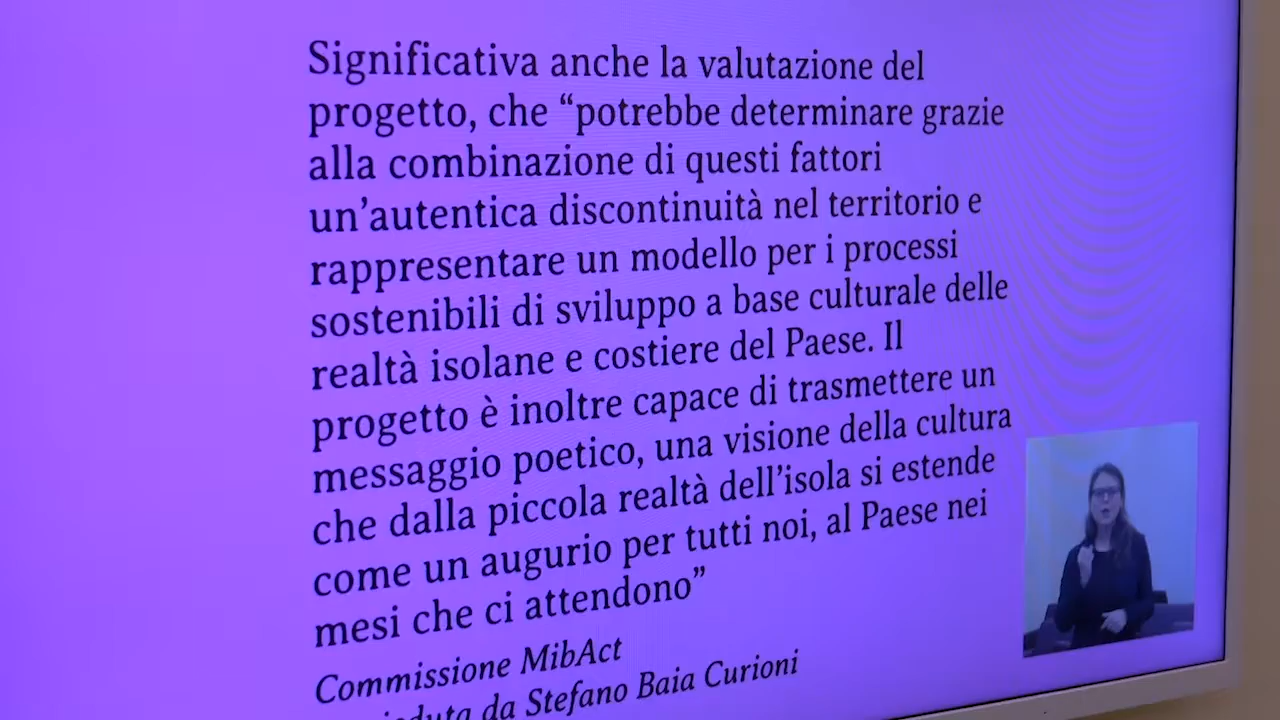 Significativa anche la valutazione del
progetto, che “potrebbe determinare grazie
alla combinazione di questi fattori
un’autentica discontinuità nel territorio e
rappresentare un modello per i processi
sostenibili di sviluppo a base culturale delle
realtà isolane e costiere del Paese. Il
progetto è inoltre capace di trasmettere un
messaggio poetico, una visione della cultura
che dalla piccola realtà dell’isola si estende
come un augurio per tutti noi, al Paese nei
mesi che ci attendono”
Commissione MibAct
da Stefano Baia Curioni